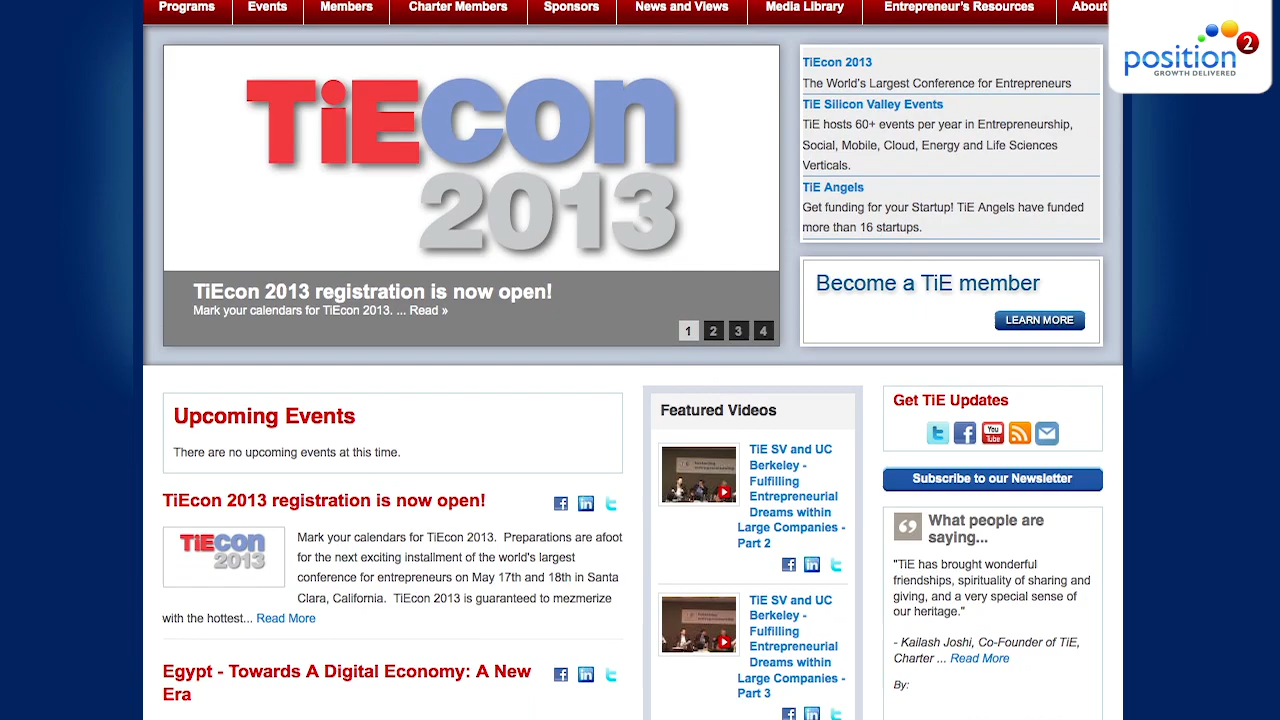 Programs
Events
Members
Charter Members
Sponsors
News and Views
Media Library
Entrepreneur's Resources
About
position2
GROWTH DELIVERED
TiECON
2013
TiEcon 2013 registration is now open!
Mark your calendars for TiEcon 2013. ... Read »
1 2 3 4
TiEcon 2013
The World's Largest Conference for Entrepreneurs
TiE Silicon Valley Events
TiE hosts 60+ events per year in Entrepreneurship,
Social, Mobile, Cloud, Energy and Life Sciences
Verticals.
TiE Angels
Get funding for your Startup! TiE Angels have funded
more than 16 startups.
Become a TiE member
LEARN MORE
Upcoming Events
There are no upcoming events at this time.
TiEcon 2013 registration is now open!
TiECON
2013
Mark your calendars for TiEcon 2013. Preparations are afoot
for the next exciting installment of the world's largest
conference for entrepreneurs on May 17th and 18th in Santa
Clara, California. TiEcon 2013 is guaranteed to mezmerize
with the hottest... Read More
Egypt - Towards A Digital Economy: A New
Era
Featured Videos
TiE SV and UC
Berkeley -
Fulfilling
Entrepreneurial
Dreams within
Large Companies -
Part 2
TiE SV and UC
Berkeley -
Fulfilling
Entrepreneurial
Dreams within
Large Companies -
Part 3
Get TiE Updates
You
Tube
Subscribe to our Newsletter
What people are
saying...
"TiE has brought wonderful
friendships, spirituality of sharing and
giving, and a very special sense of
our heritage."
- Kailash Joshi, Co-Founder of TiE,
Charter ... Read More
By: